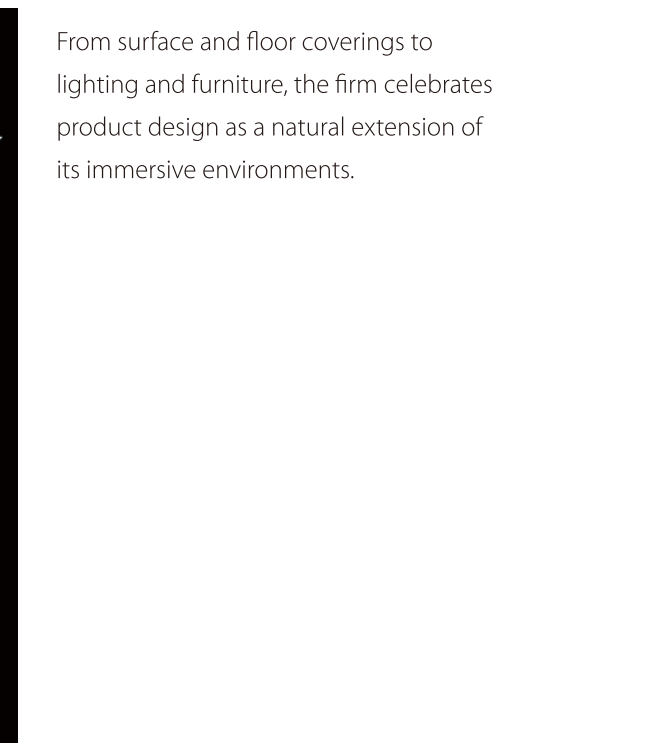 From surface and floor coverings to
lighting and furniture, the firm celebrates
product design as a natural extension of
its immersive environments.